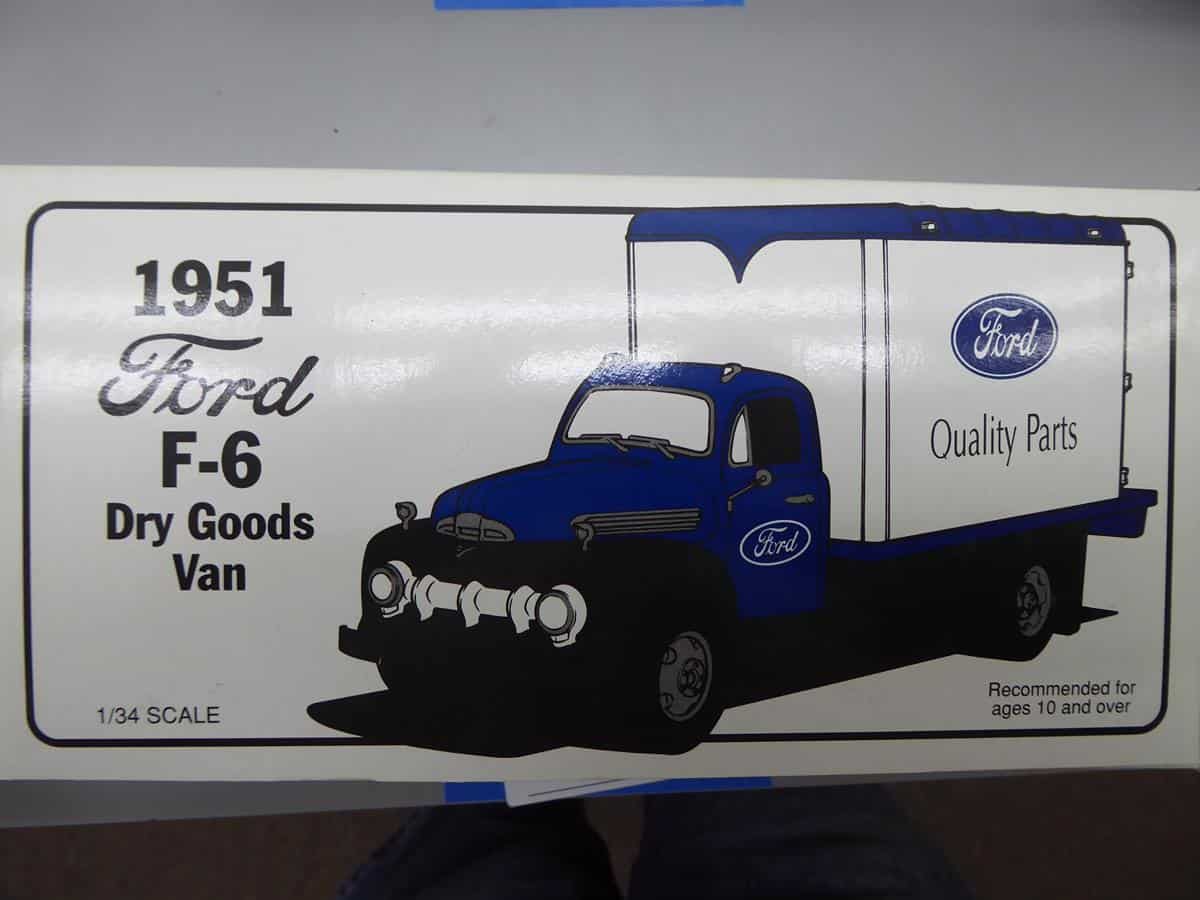 1951
Ford
F-6
Dry Goods
Van
1/34 SCALE
Ford
Quality Parts
Ford
Recommended for
ages 10 and over